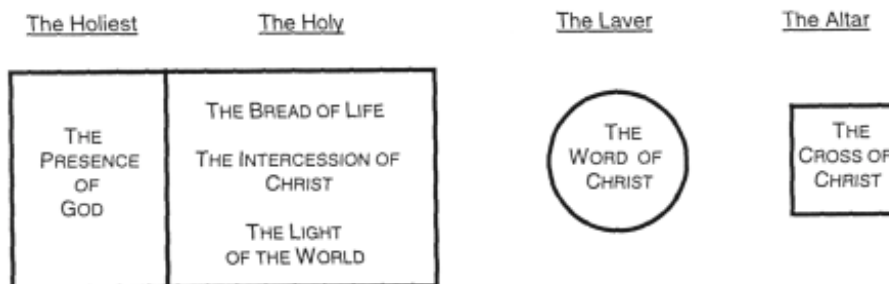 The Holiest
The Holy
The Laver
The Altar
THE
PRESENCE
OF
GOD
THE BREAD OF LIFE
THE INTERCESSION OF
CHRIST
THE LIGHT
OF THE WORLD
THE
WORD OF
CHRIST
THE
CROSS OF
CHRIST